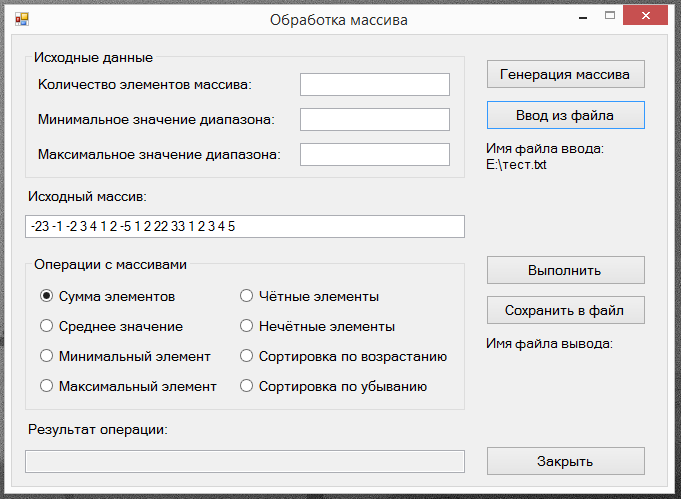 Обработка массива
Исходные данные
Количество элементов массива:
Минимальное значение диапазона:
Максимальное значение диапазона:
Генерация массива
Ввод из файла
Имя файла ввода:
E:\тест.txt
Исходный массив:
-23 -1 -2 3 4 1 2 -5 1 2 22 33 1 2 3 4 5
Операции с массивами
Сумма элементов
Чётные элементы
Среднее значение
Нечётные элементы
Минимальный элемент
Сортировка по возрастанию
Максимальный элемент
Сортировка по убыванию
Выполнить
Сохранить в файл
Имя файла вывода:
Результат операции:
Закрыть